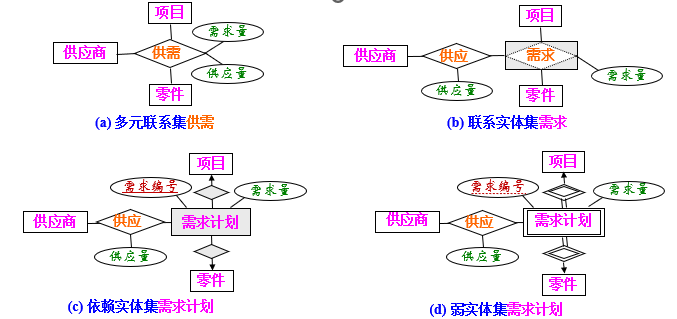 项目
需求量
供应商
供需
供应量
零件
(a) 多元联系集供需
项目
供应商
供应
需求
需求量
供应量
零件
(b) 联系实体集需求
项目
需求编号
需求量
供应商
供应
需求计划
供应量
零件
(c) 依赖实体集需求计划
项目
需求编号
需求量
供应商
供应
需求计划
供应量
零件
(d) 弱实体集需求计划